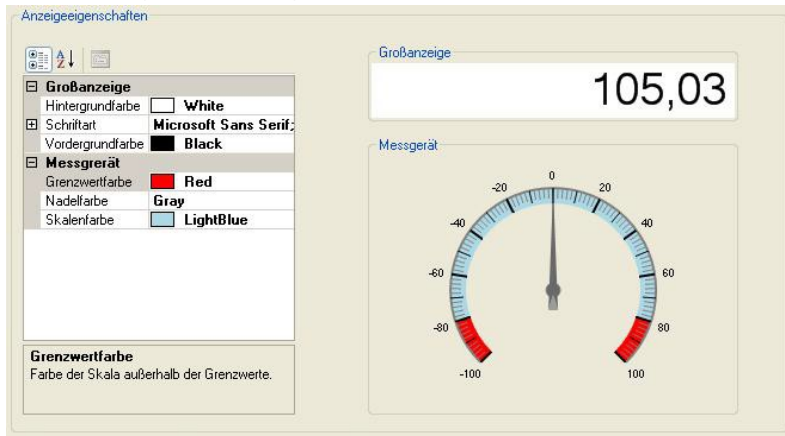 Anzeigeeigenschaften
Großanzeige
Hintergrundfarbe White
Schriftart Microsoft Sans Serif;
Vordergrundfarbe Black
Messgrerät
Grenzwertfarbe Red
Nadelfarbe Gray
Skalenfarbe LightBlue
Grenzwertfarbe
Farbe der Skala außerhalb der Grenzwerte.
Großanzeige
105,03
Messgerät
-100
-80
-60
-40
-20
0
20
40
60
80
100